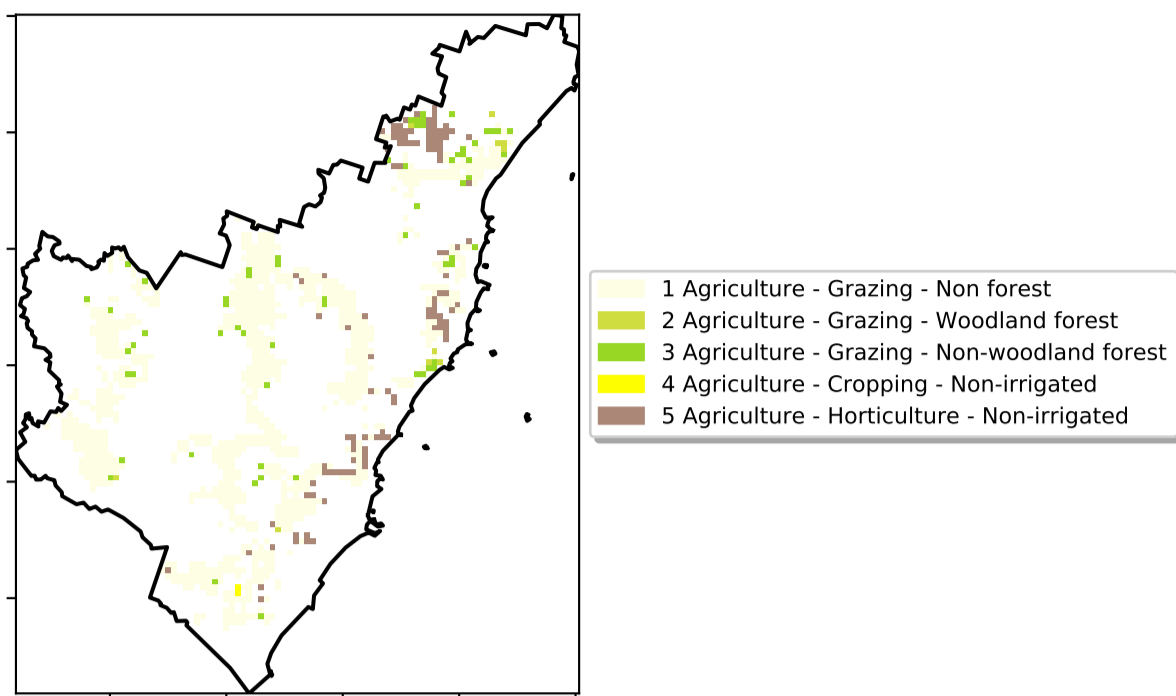 1 Agriculture - Grazing - Non forest
2 Agriculture - Grazing - Woodland forest
3 Agriculture - Grazing - Non-woodland forest
4 Agriculture - Cropping - Non-irrigated
5 Agriculture - Horticulture - Non-irrigated